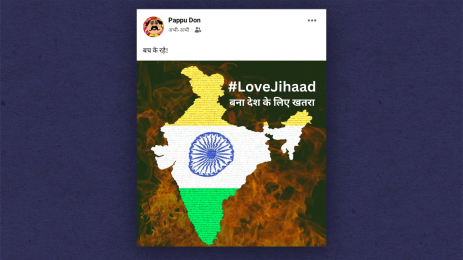 Pappu Don
अभी-अभी
बच के रहें!
#LoveJihaad
बना देश के लिए खतरा